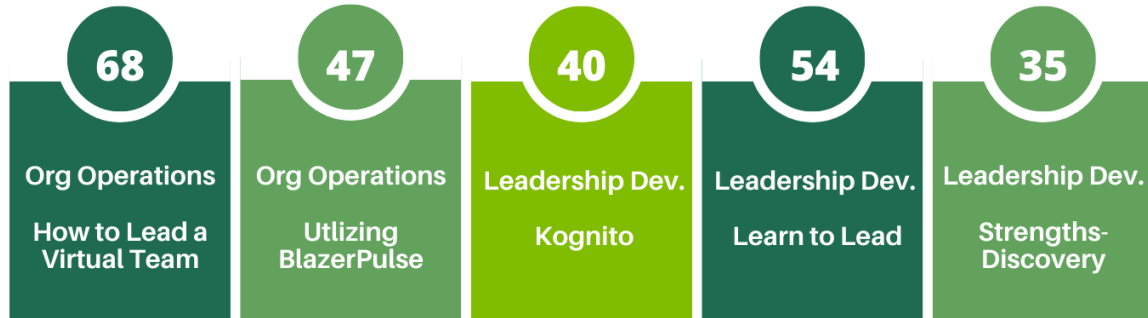 68
Org Operations
How to Lead a
Virtual Team
47
Org Operations
Utlizing
BlazerPulse
40
Leadership Dev.
Kognito
54
Leadership Dev.
Learn to Lead
35
Leadership Dev.
Strengths-
Discovery